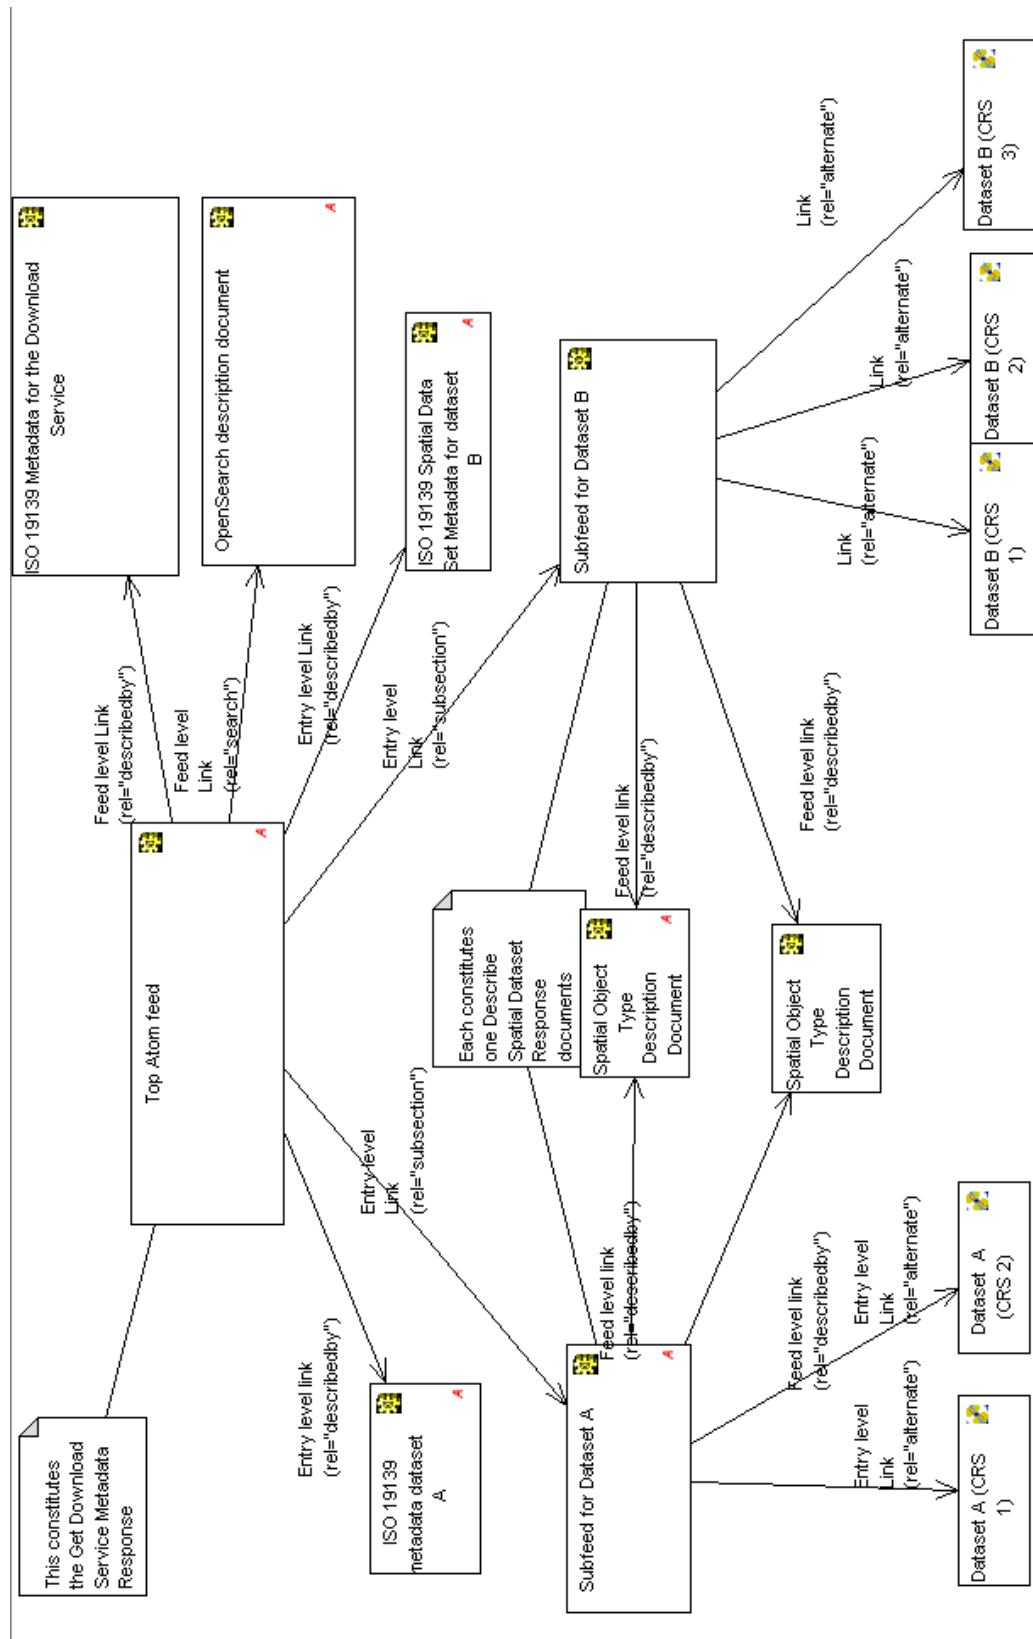 This constitutes
the Get Download
Service Metadata
Response
Top Atom feed
A
Feed level Link
(rel="describedby")
ISO 19139 Metadata for the Download
Service
Feed level
Link
(rel="search")
OpenSearch description document
A
Entry level Link
(rel="describedby")
ISO 19139 Spatial Data
Set Metadata for dataset
B
A
Entry level
Link
(rel="subsection")
Entry level link
(rel="describedby")
ISO 19139
metadata dataset
A
A
Entry level
Link
(rel="subsection")
Each constitutes
one Describe
Spatial Dataset
Response
documents
Subfeed for Dataset A
A
Subfeed for Dataset B
Feed level link
(rel="describedby")
Spatial Object
Type
Description
Document
A
Feed level link
(rel="describedby")
Feed level link
(rel="describedby")
Spatial Object
Type
Description
Document
Feed level link
(rel="describedby")
Entry level
Link
(rel="alternate")
Dataset A (CRS
1)
Entry level
Link
(rel="alternate")
Dataset A
(CRS 2)
Link
(rel="alternate")
Dataset B (CRS
1)
Link
(rel="alternate")
Dataset B (CRS
2)
Link
(rel="alternate")
Dataset B (CRS
3)